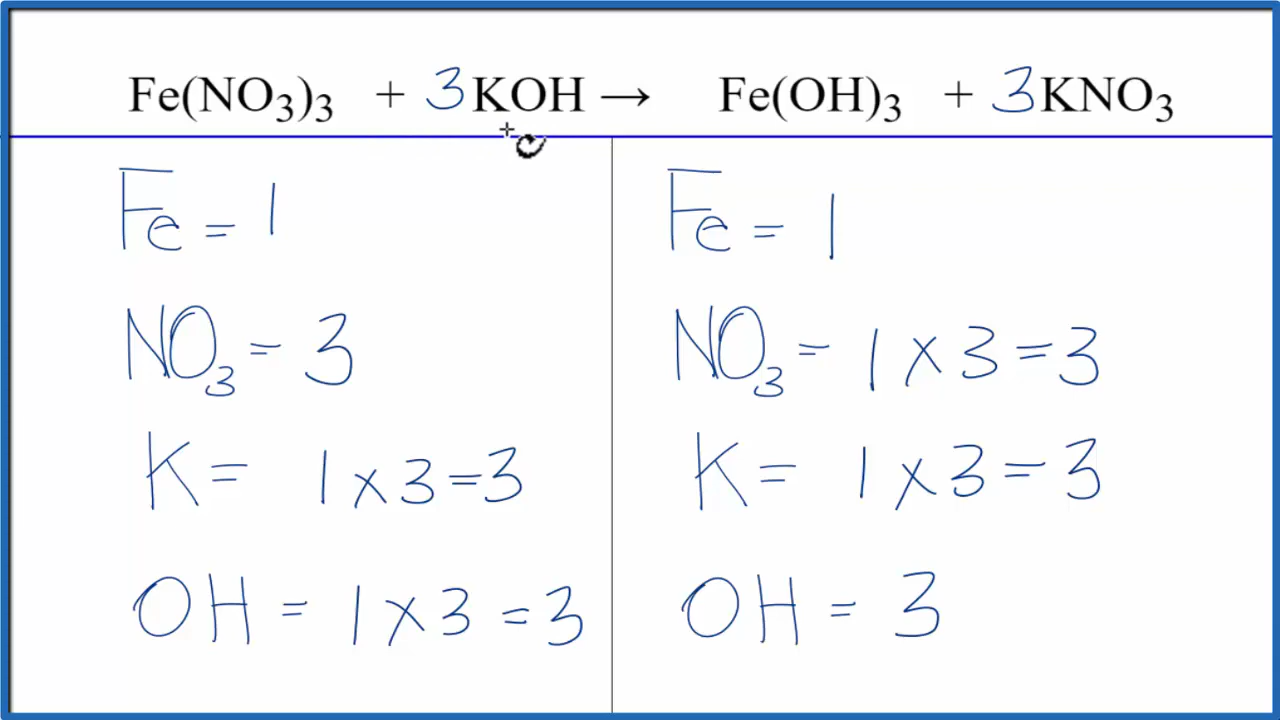 Fe(NO₃)₃ + 3KOH → Fe(OH)₃ + 3KNO₃
Fe = 1
NO₃ = 3
K = 1 x 3 = 3
OH = 1 x 3 = 3
Fe = 1
NO₃ = 1 x 3 = 3
K = 1 x 3 = 3
OH = 3